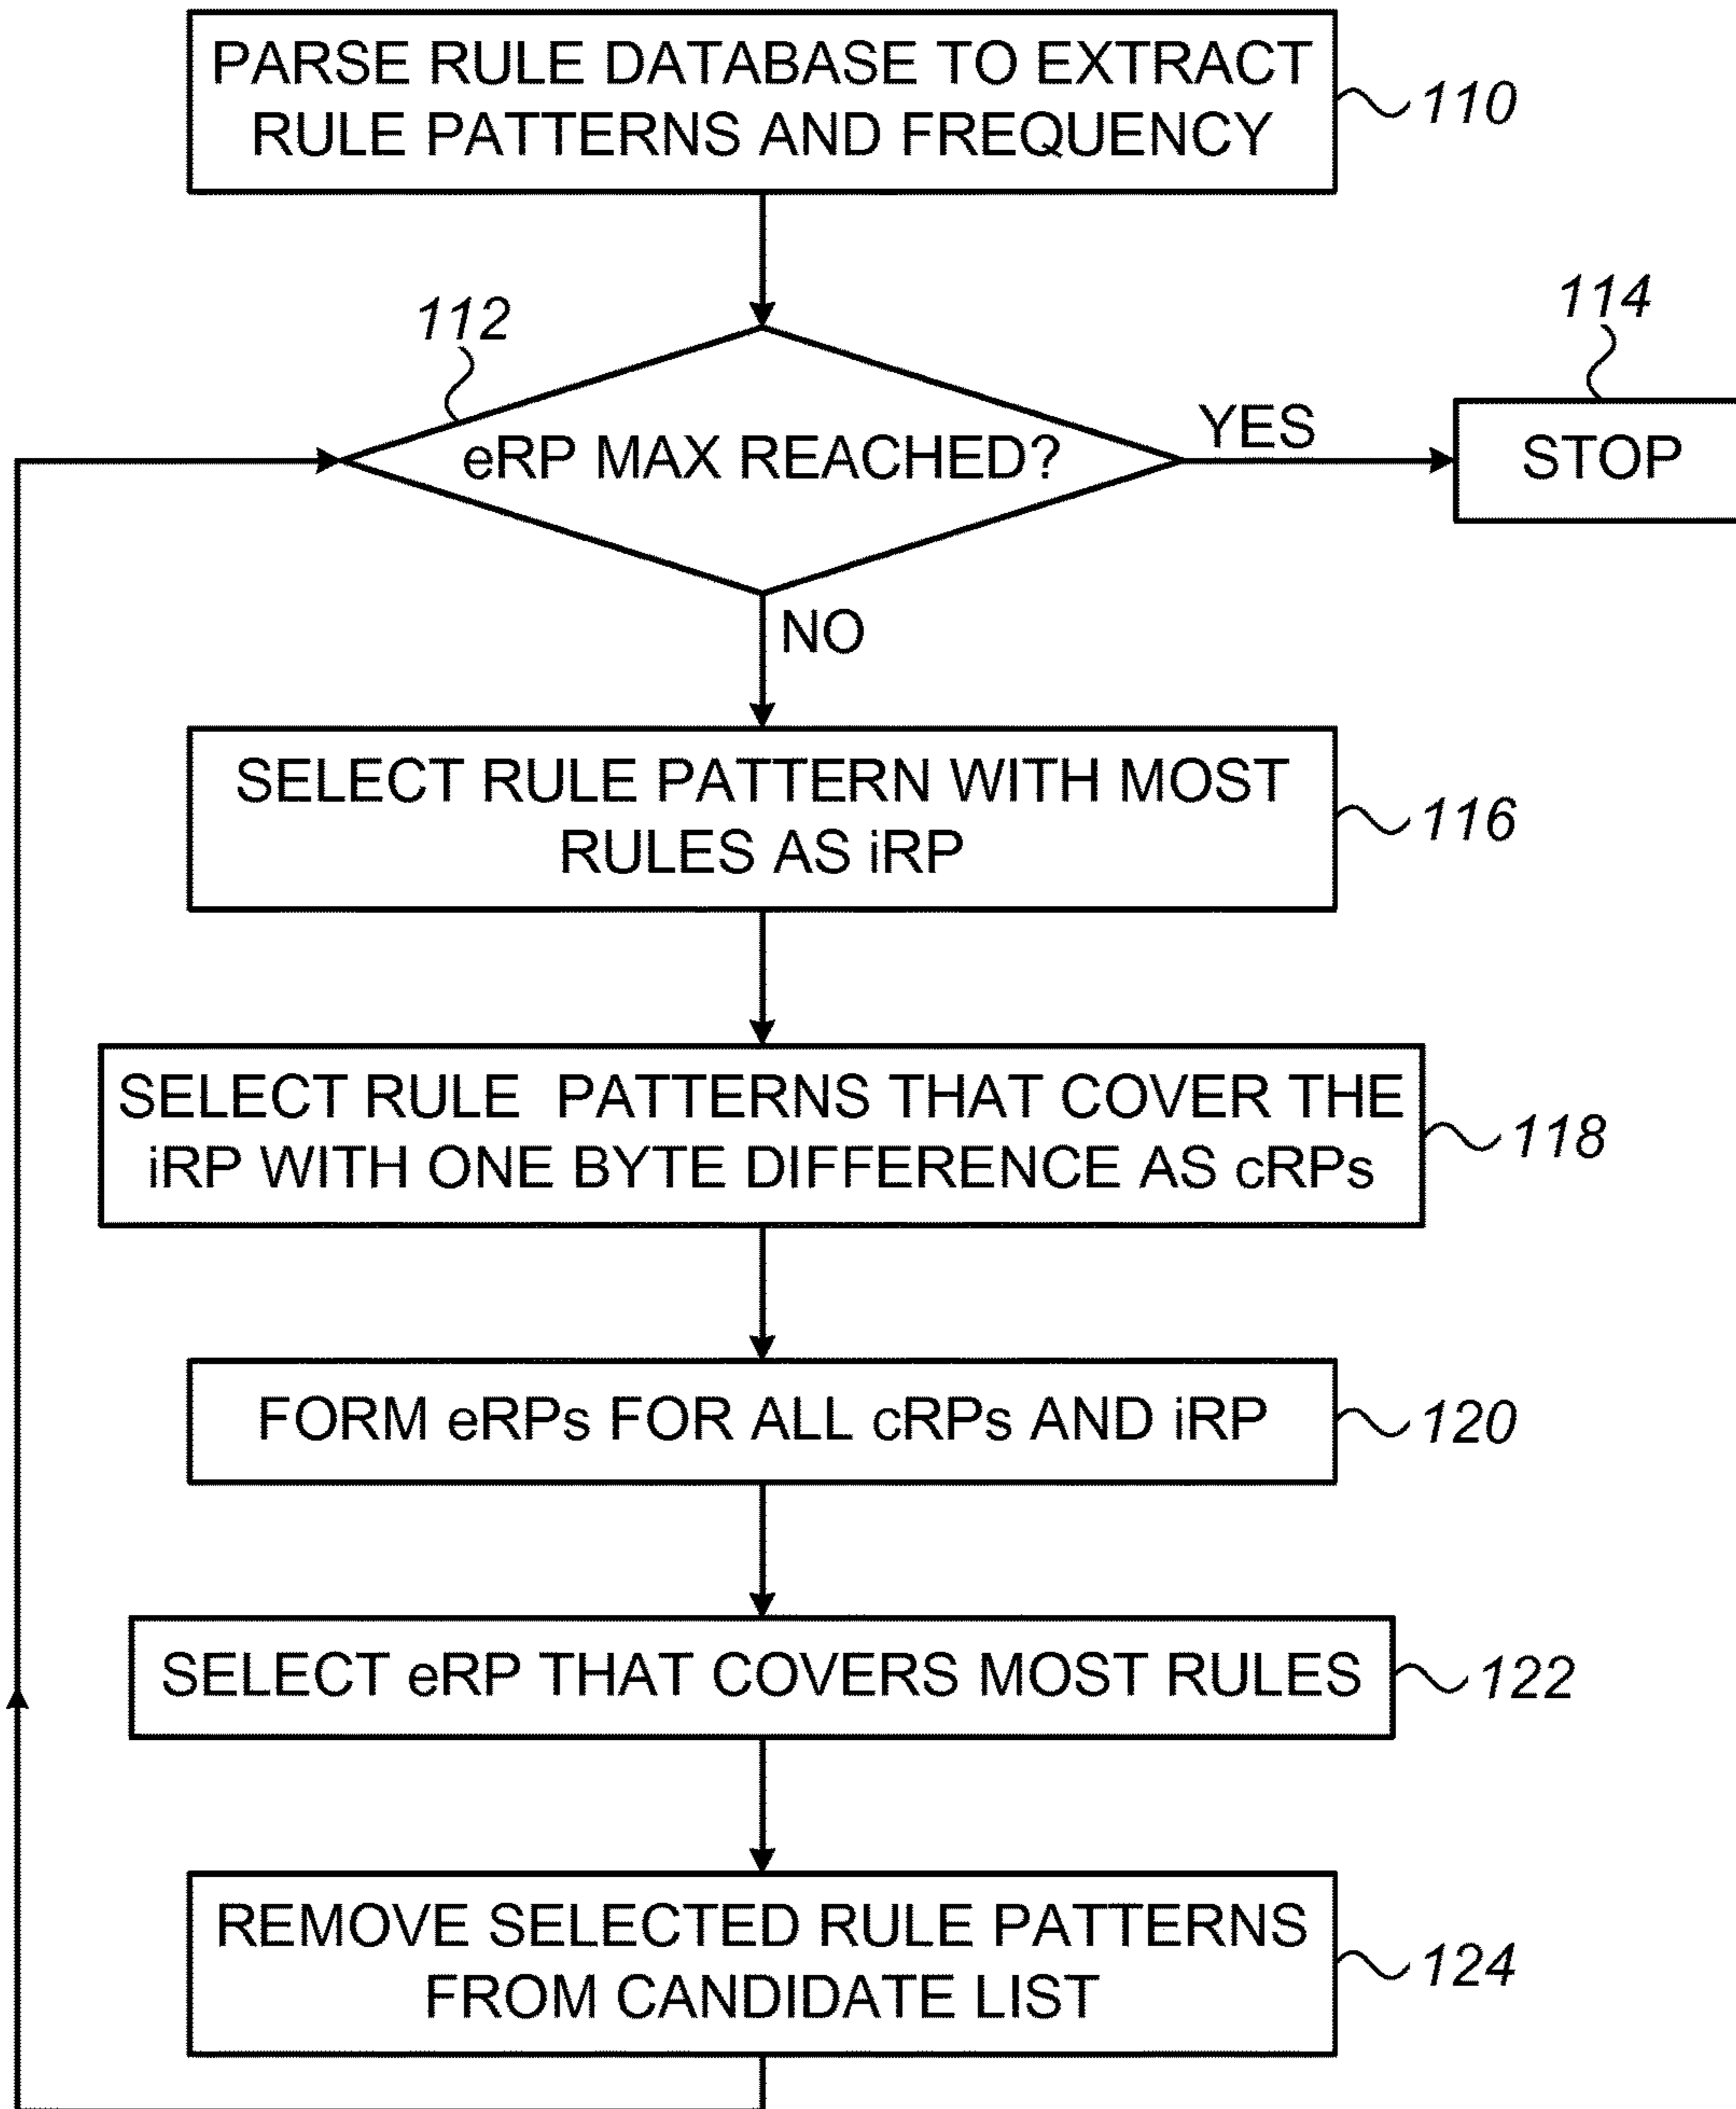 PARSE RULE DATABASE TO EXTRACT
RULE PATTERNS AND FREQUENCY
110
112
114
eRP MAX REACHED?
YES
STOP
NO
SELECT RULE PATTERN WITH MOST
RULES AS iRP
116
SELECT RULE PATTERNS THAT COVER THE
iRP WITH ONE BYTE DIFFERENCE AS cRPs
118
FORM eRPs FOR ALL cRPs AND iRP
120
SELECT eRP THAT COVERS MOST RULES
122
REMOVE SELECTED RULE PATTERNS
FROM CANDIDATE LIST
124